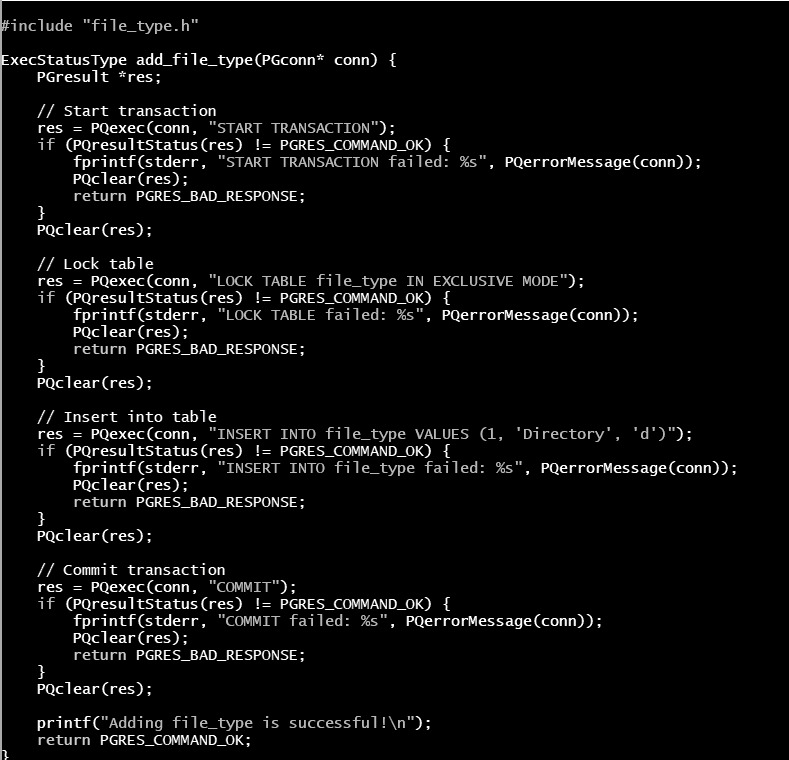 #include "file_type.h"
ExecStatusType add_file_type(PGconn* conn) {
    PGresult *res;
    // Start transaction
    res = PQexec(conn, "START TRANSACTION");
    if (PQresultStatus(res) != PGRES_COMMAND_OK) {
        fprintf(stderr, "START TRANSACTION failed: %s", PQerrorMessage(conn));
        PQclear(res);
        return PGRES_BAD_RESPONSE;
    }
    PQclear(res);
    // Lock table
    res = PQexec(conn, "LOCK TABLE file_type IN EXCLUSIVE MODE");
    if (PQresultStatus(res) != PGRES_COMMAND_OK) {
        fprintf(stderr, "LOCK TABLE failed: %s", PQerrorMessage(conn));
        PQclear(res);
        return PGRES_BAD_RESPONSE;
    }
    PQclear(res);
    // Insert into table
    res = PQexec(conn, "INSERT INTO file_type VALUES (1, 'Directory', 'd')");
    if (PQresultStatus(res) != PGRES_COMMAND_OK) {
        fprintf(stderr, "INSERT INTO file_type failed: %s", PQerrorMessage(conn));
        PQclear(res);
        return PGRES_BAD_RESPONSE;
    }
    PQclear(res);
    // Commit transaction
    res = PQexec(conn, "COMMIT");
    if (PQresultStatus(res) != PGRES_COMMAND_OK) {
        fprintf(stderr, "COMMIT failed: %s", PQerrorMessage(conn));
        PQclear(res);
        return PGRES_BAD_RESPONSE;
    }
    PQclear(res);
    printf("Adding file_type is successful!\n");
    return PGRES_COMMAND_OK;
}